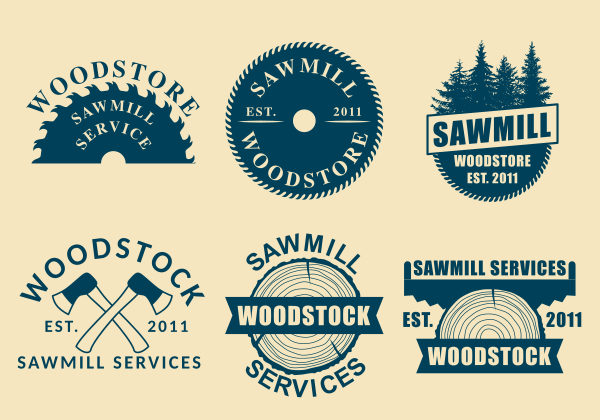 WOODSTORE
SAWMILL
SERVICE
SAWMILL
EST. 2011
WOODSTORE
SAWMILL
WOODSTORE
EST. 2011
WOODSTOCK
EST. 2011
SAWMILL SERVICES
SAWMILL
WOODSTOCK
SERVICES
SAWMILL SERVICES
EST. 2011
WOODSTOCK